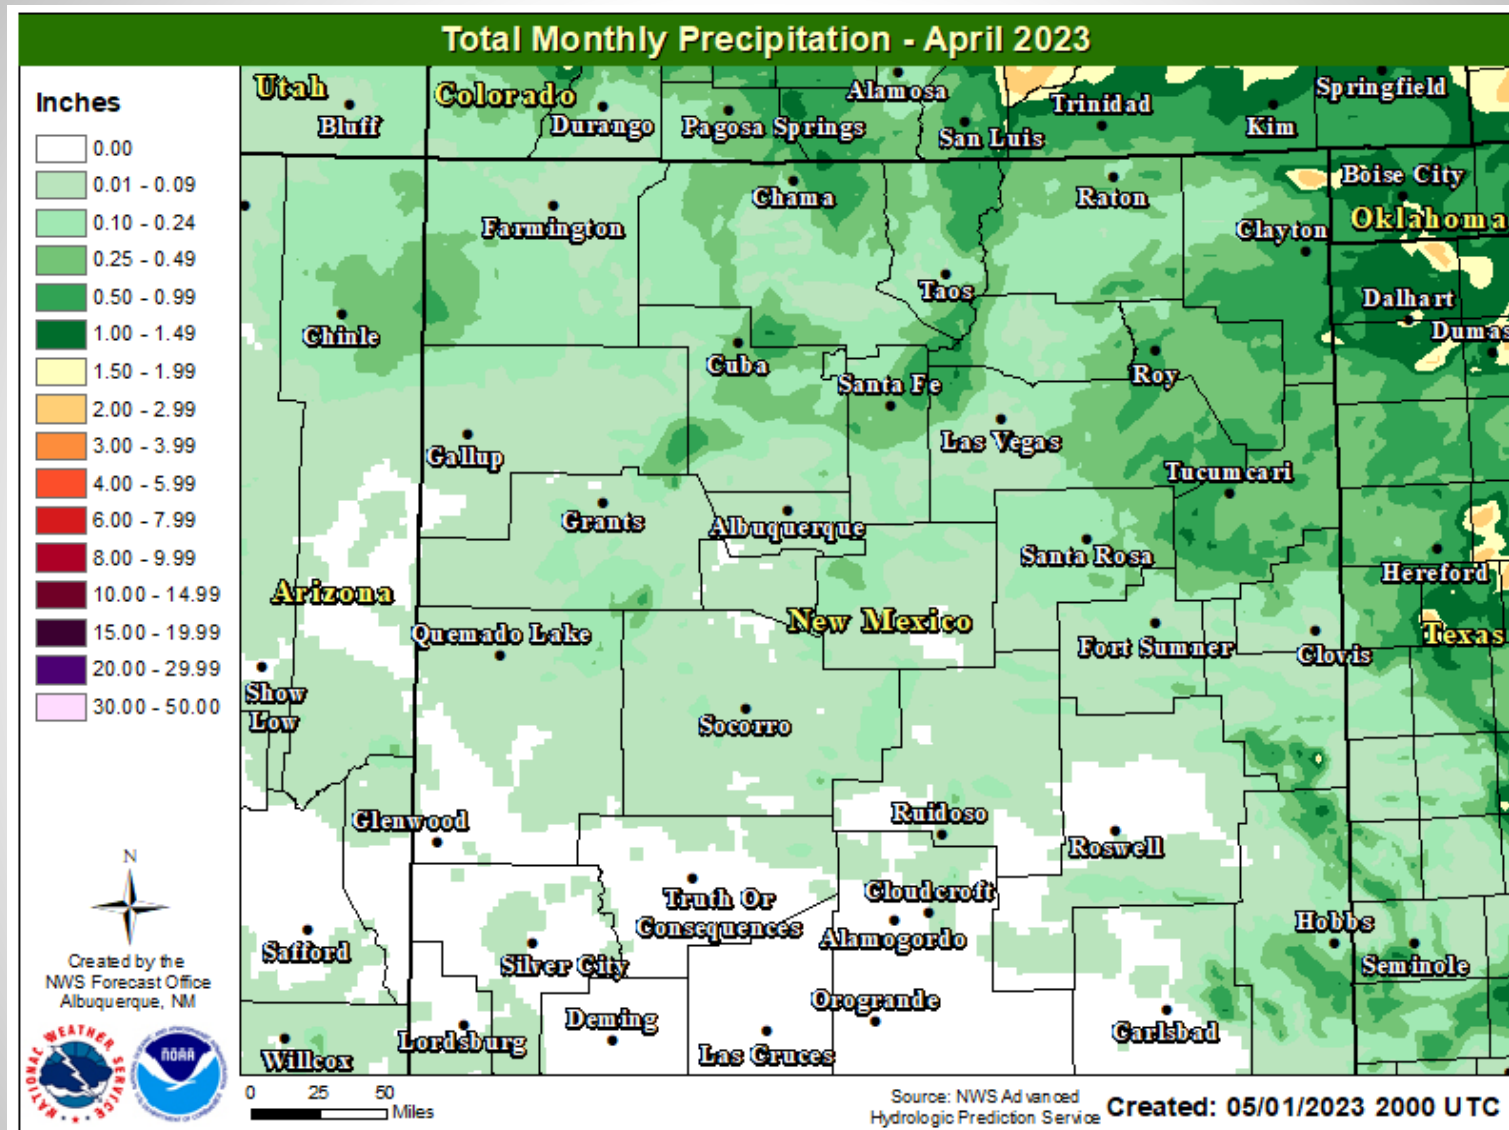 Total Monthly Precipitation - April 2023
Inches
0.00
0.01 - 0.09
0.10 - 0.24
0.25 - 0.49
0.50 - 0.99
1.00 - 1.49
1.50 - 1.99
2.00 - 2.99
3.00 - 3.99
4.00 - 5.99
6.00 - 7.99
8.00 - 9.99
10.00 - 14.99
15.00 - 19.99
20.00 - 29.99
30.00 - 50.00
Utah
Colorado
Bluff
Durango
Pagosa Springs
Alamosa
San Luis
Trinidad
Kim
Springfield
Chama
Raton
Boise City
Oklahoma
Farmington
Clayton
Taos
Dalhart
Dumas
Chinle
Cuba
Santa Fe
Roy
Gallup
Las Vegas
Tucumcari
Grants
Albuquerque
Santa Rosa
Hereford
Arizona
New Mexico
Texas
Quemado Lake
Fort Sumner
Clovis
Show
Low
Socorro
Glenwood
Ruidoso
Roswell
Truth Or
Consequences
Cloudcroft
Alamogordo
Hobbs
Seminole
Safford
Silver City
Orogrande
Deming
Carlsbad
Willcox
Lordsburg
Las Cruces
N
Created by the
NWS Forecast Office
Albuquerque, NM
NATIONAL WEATHER SERVICE
NOAA
0 25 50
Miles
Source: NWS Advanced
Hydrologic Prediction Service
Created: 05/01/2023 2000 UTC